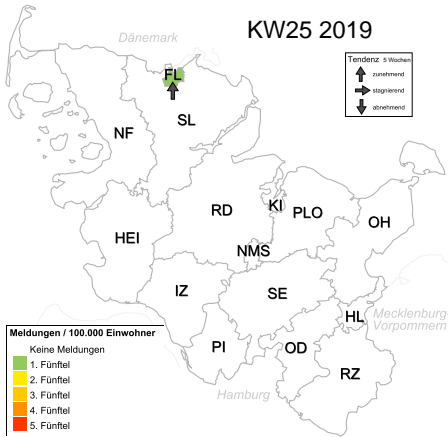 KW25 2019
Dänemark
Tendenz 5 Wochen
zunehmend
stagnierend
abnehmend
FL
NF
SL
RD
KI
PLO
OH
HEI
NMS
IZ
SE
HL
Mecklenburg-
Vorpommern
PI
OD
RZ
Hamburg
Meldungen / 100.000 Einwohner
Keine Meldungen
1. Fünftel
2. Fünftel
3. Fünftel
4. Fünftel
5. Fünftel